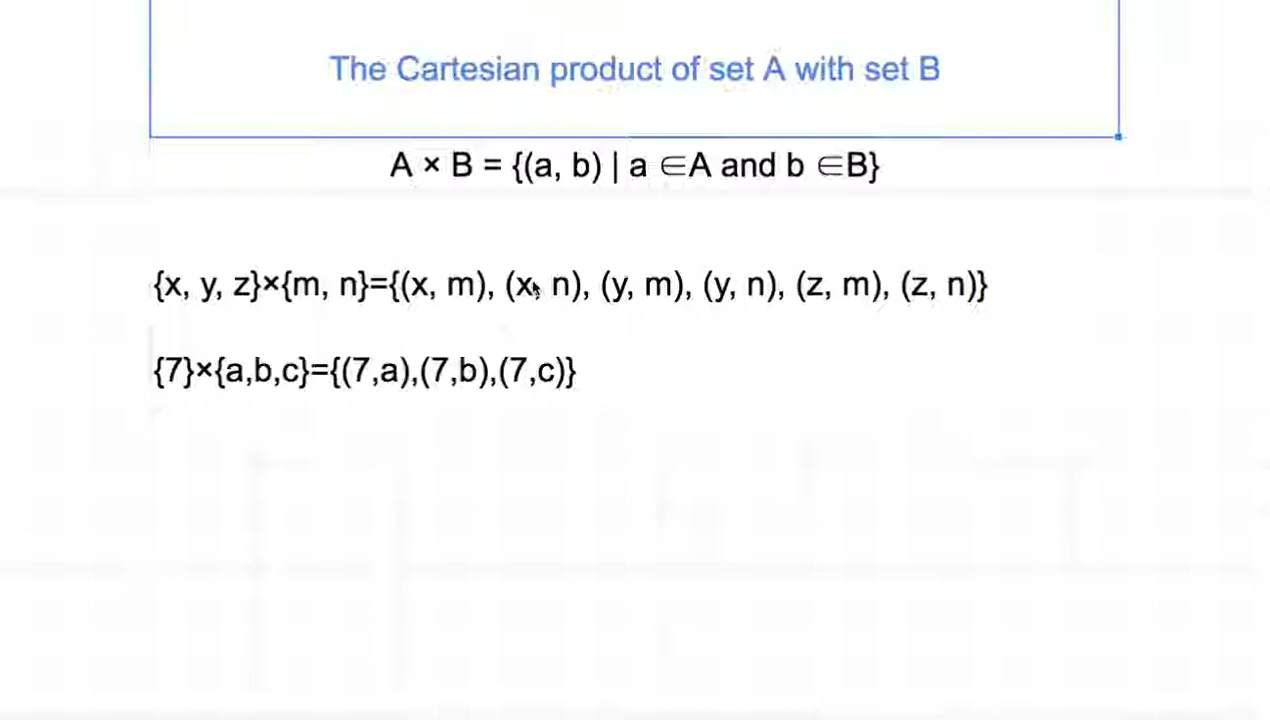 The Cartesian product of set A with set B
A × B = {(a, b) | a ∈A and b ∈B}
{x, y, z}×{m, n}={(x, m), (x, n), (y, m), (y, n), (z, m), (z, n)}
{7}×{a,b,c}={(7,a),(7,b),(7,c)}